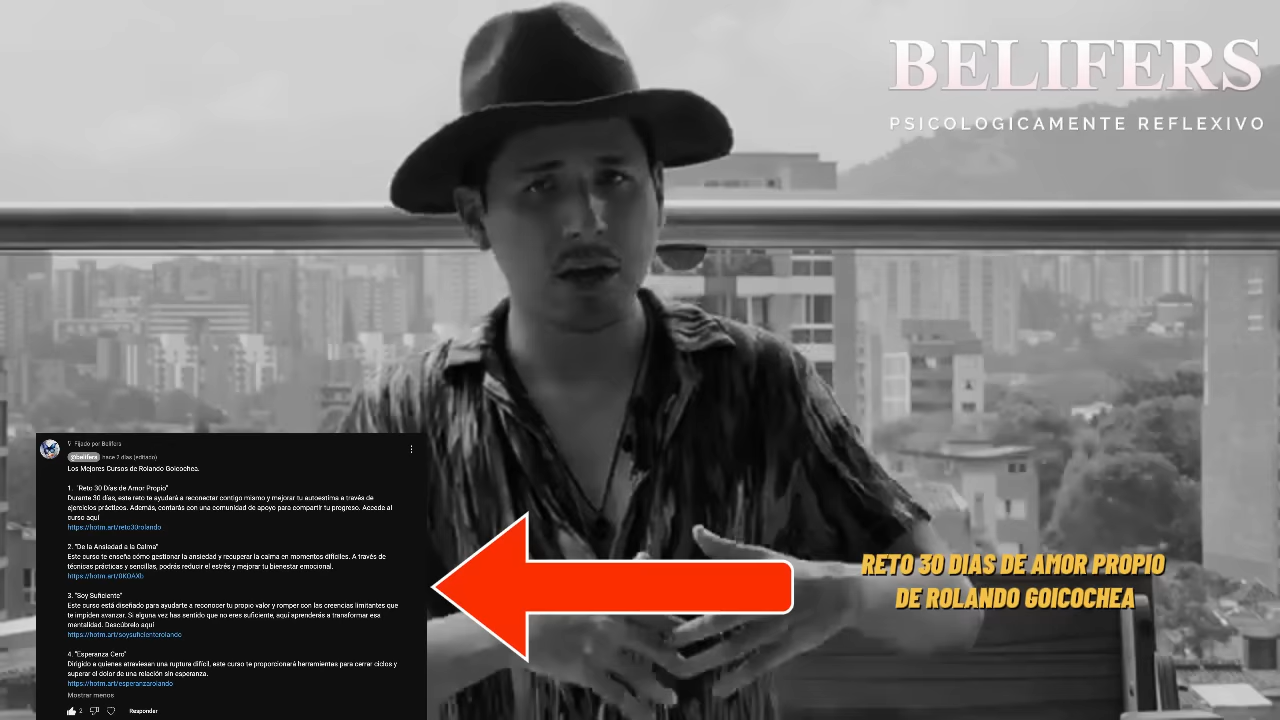 BELIFERS
PSICOLOGICAMENTE REFLEXIVO
Fijado por Belifers
@belifers hace 2 días (editado)
Los Mejores Cursos de Rolando Goicochea.
1. "Reto 30 Días de Amor Propio"
Durante 30 días, este reto te ayudará a reconectar contigo mismo y mejorar tu autoestima a través de
ejercicios prácticos. Además, contarás con una comunidad de apoyo para compartir tu progreso. Accede al
curso aquí
https://hotm.art/reto30rolando
2. "De la Ansiedad a la Calma"
Este curso te enseña cómo gestionar la ansiedad y recuperar la calma en momentos difíciles. A través de
técnicas prácticas y sencillas, podrás reducir el estrés y mejorar tu bienestar emocional.
https://hotm.art/0KOAXb
3. "Soy Suficiente"
Este curso está diseñado para ayudarte a reconocer tu propio valor y romper con las creencias limitantes que
te impiden avanzar. Si alguna vez has sentido que no eres suficiente, aquí aprenderás a transformar esa
mentalidad. Descúbrelo aquí
https://hotm.art/soysuficienterolando
4. "Esperanza Cero"
Dirigido a quienes atraviesan una ruptura difícil, este curso te proporcionará herramientas para cerrar ciclos y
superar el dolor de una relación sin esperanza.
https://hotm.art/esperanzarolando
Mostrar menos
2 Responder
RETO 30 DIAS DE AMOR PROPIO
DE ROLANDO GOICOCHEA